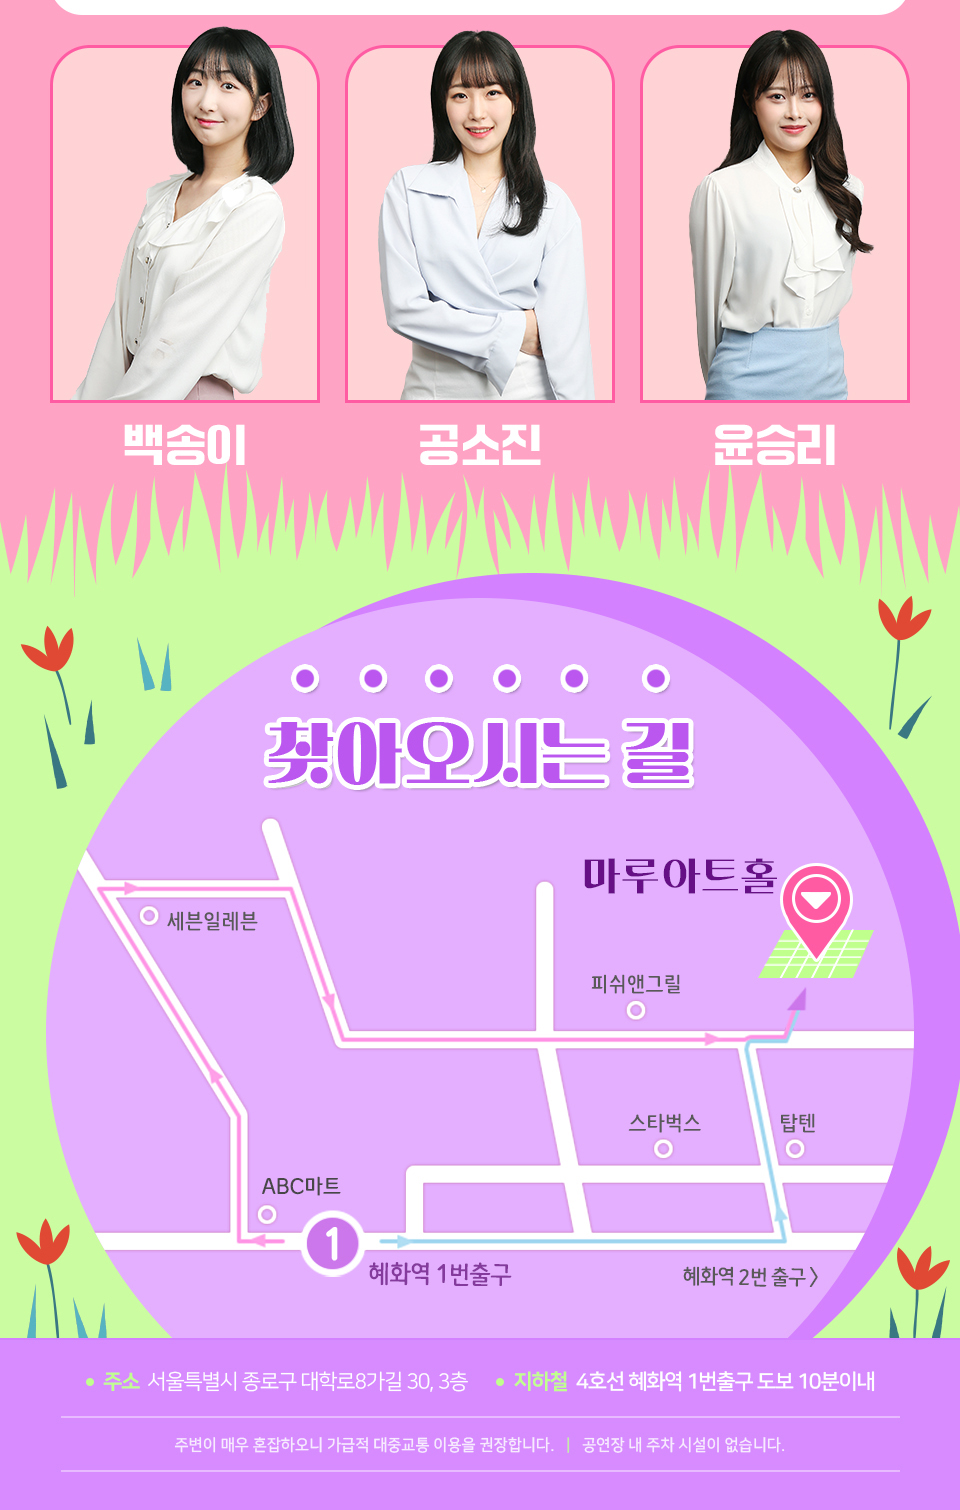 백송이 공소진 윤승리
찾아오시는 길
마루아트홀
세븐일레븐
피쉬앤그릴
스타벅스 탑텐
ABC마트
1
혜화역 1번출구
혜화역 2번 출구 〉
• 주소 서울특별시 종로구 대학로8가길 30, 3층 • 지하철 4호선 혜화역 1번출구 도보 10분이내
주변이 매우 혼잡하오니 가급적 대중교통 이용을 권장합니다. | 공연장 내 주차 시설이 없습니다.